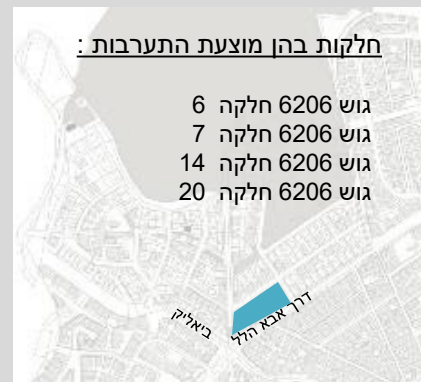 חלקות בהן מוצעת התערבות :
גוש 6206 חלקה 6
גוש 6206 חלקה 7
גוש 6206 חלקה 14
גוש 6206 חלקה 20
דרך אבא הלל
ביאליק